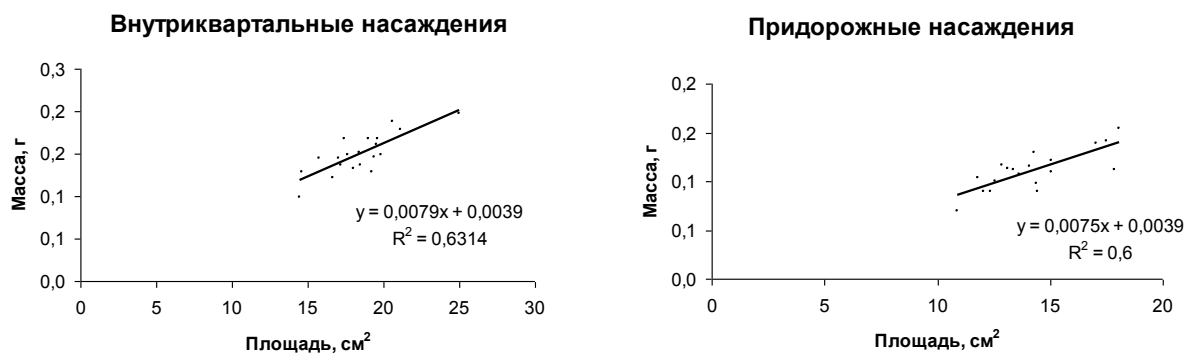 Внутриквартальные насаждения
0,3
0,2
0,2
0,1
0,1
0,0
Масса, г
y = 0,0079x + 0,0039
R² = 0,6314
0 5 10 15 20 25 30
Площадь, см²
Придорожные насаждения
0,2
0,2
0,1
0,1
0,0
Масса, г
y = 0,0075x + 0,0039
R² = 0,6
0 5 10 15 20
Площадь, см²